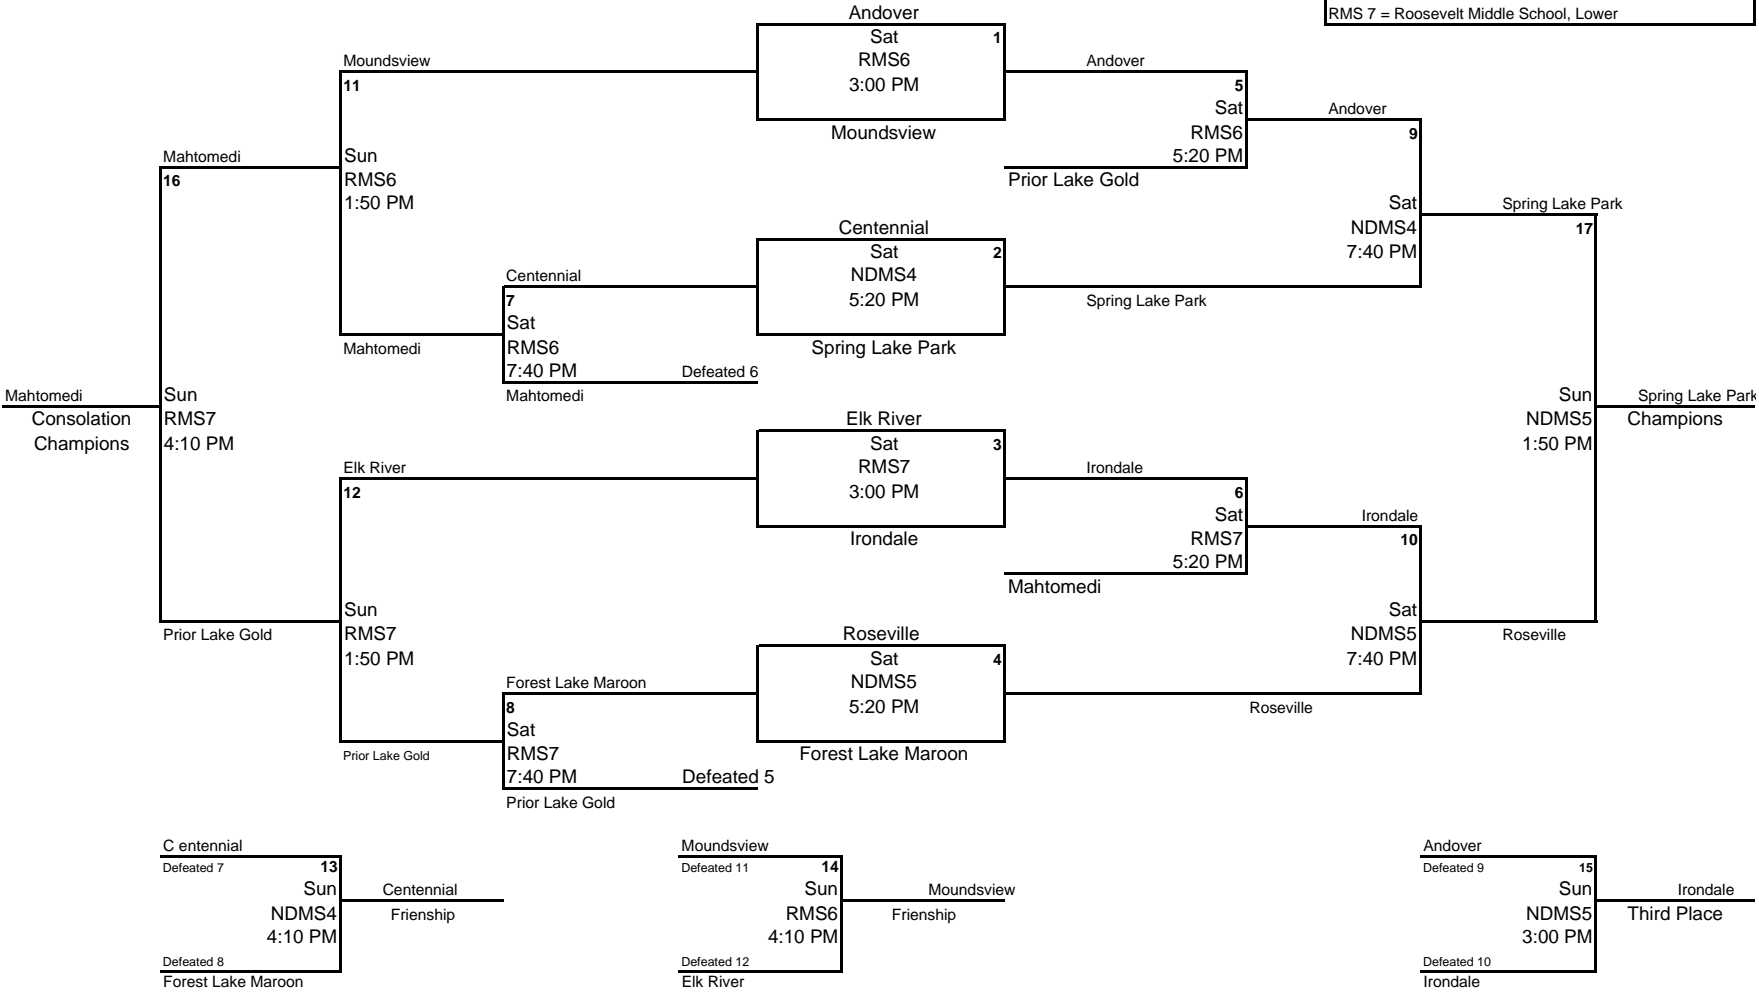 RMS 7 = Roosevelt Middle School, Lower
Andover
Sat 1
RMS6
3:00 PM
Moundsview
Moundsview
11
Sun
RMS6
1:50 PM
Andover
5
Sat
RMS6
5:20 PM
Prior Lake Gold
Andover
9
Sat
NDMS4
7:40 PM
Mahtomedi
16
Sun
RMS7
4:10 PM
Centennial
Sat 2
NDMS4
5:20 PM
Spring Lake Park
Centennial
7
Sat
RMS6
7:40 PM Defeated 6
Mahtomedi
Mahtomedi
Spring Lake Park
Spring Lake Park
17
Sun
NDMS5
1:50 PM
Mahtomedi
Consolation
Champions
Spring Lake Park
Champions
Elk River
Sat 3
RMS7
3:00 PM
Irondale
Elk River
12
Sun
RMS7
1:50 PM
Irondale
6
Sat
RMS7
5:20 PM
Mahtomedi
Irondale
10
Sat
NDMS5
7:40 PM
Prior Lake Gold
Roseville
Sat 4
NDMS5
5:20 PM
Forest Lake Maroon
Forest Lake Maroon
8
Sat
RMS7
7:40 PM Defeated 5
Prior Lake Gold
Prior Lake Gold
Roseville
Roseville
C entennial
Defeated 7 13
Sun
NDMS4
4:10 PM
Defeated 8
Forest Lake Maroon
Centennial
Frienship
Moundsview
Defeated 11 14
Sun
RMS6
4:10 PM
Defeated 12
Elk River
Moundsview
Frienship
Andover
Defeated 9 15
Sun
NDMS5
3:00 PM
Defeated 10
Irondale
Irondale
Third Place